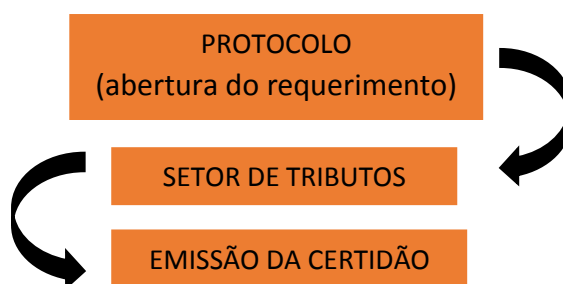 PROTOCOLO
(abertura do requerimento)
SETOR DE TRIBUTOS
EMISSÃO DA CERTIDÃO